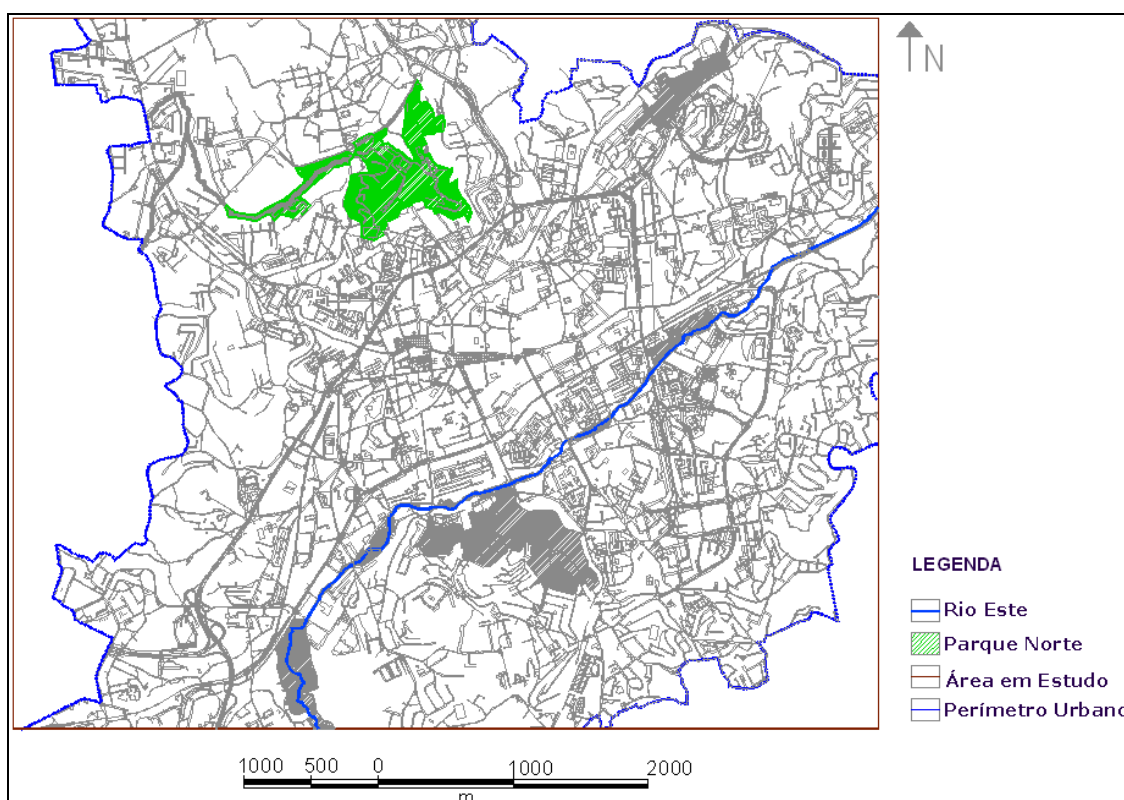 N
LEGENDA
Rio Este
Parque Norte
Área em Estudo
Perímetro Urbano
1000 500 0 1000 2000
m